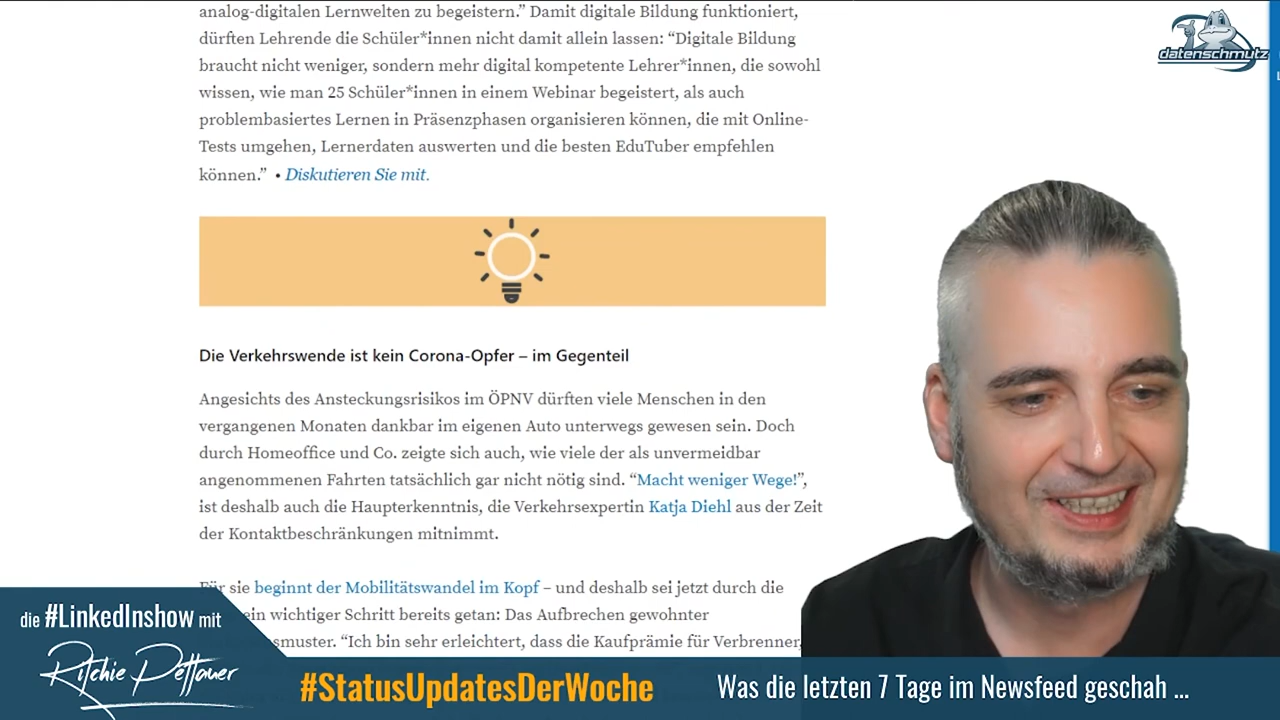 analog-digitalen Lernwelten zu begeistern.” Damit digitale Bildung funktioniert,
dürften Lehrende die Schüler*innen nicht damit allein lassen: “Digitale Bildung
braucht nicht weniger, sondern mehr digital kompetente Lehrer*innen, die sowohl
wissen, wie man 25 Schüler*innen in einem Webinar begeistert, als auch
problembasiertes Lernen in Präsenzphasen organisieren können, die mit Online-
Tests umgehen, Lernerdaten auswerten und die besten EduTuber empfehlen
können.” • Diskutieren Sie mit.
datenschmutz
Die Verkehrswende ist kein Corona-Opfer – im Gegenteil
Angesichts des Ansteckungsrisikos im ÖPNV dürften viele Menschen in den
vergangenen Monaten dankbar im eigenen Auto unterwegs gewesen sein. Doch
durch Homeoffice und Co. zeigte sich auch, wie viele der als unvermeidbar
angenommenen Fahrten tatsächlich gar nicht nötig sind. “Macht weniger Wege!”,
ist deshalb auch die Haupterkenntnis, die Verkehrsexpertin Katja Diehl aus der Zeit
der Kontaktbeschränkungen mitnimmt.
Für sie beginnt der Mobilitätswandel im Kopf – und deshalb sei jetzt durch die
ein wichtiger Schritt bereits getan: Das Aufbrechen gewohnter
smuster. “Ich bin sehr erleichtert, dass die Kaufprämie für Verbrenner,
die #LinkedInshow mit
Ritchie Pettauer
#StatusUpdatesDerWoche
Was die letzten 7 Tage im Newsfeed geschah ...